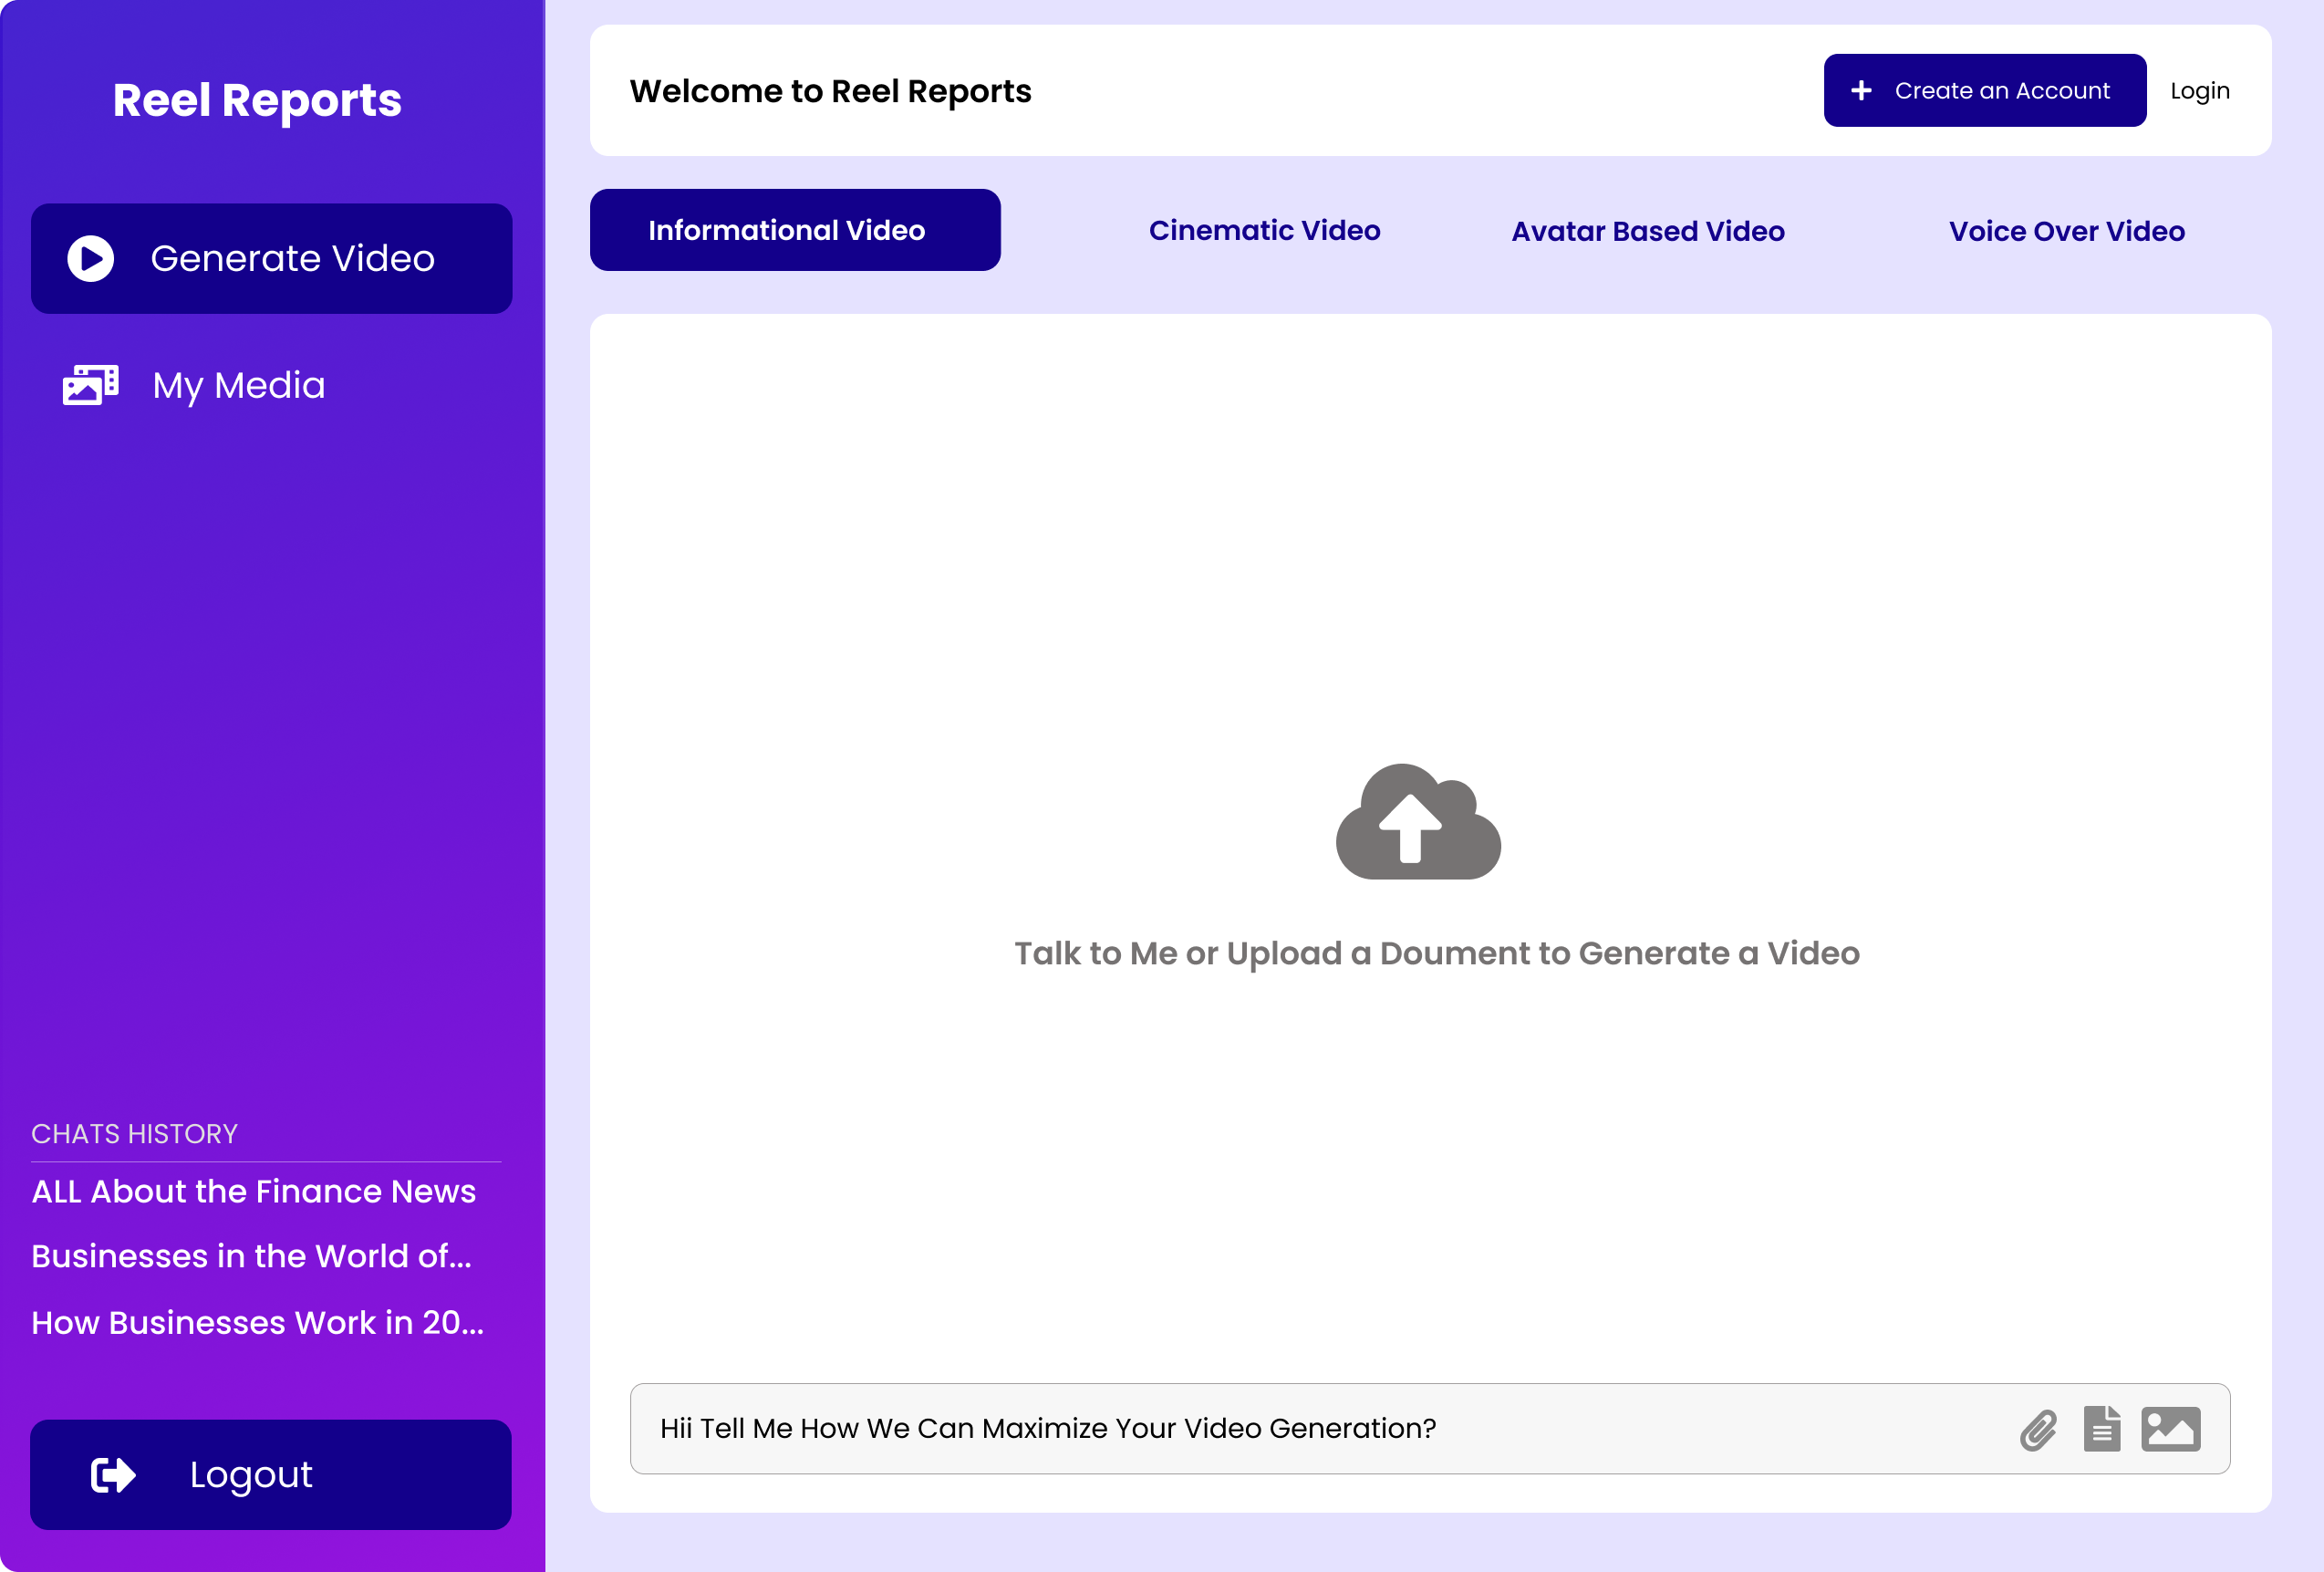 Reel Reports
Generate Video
My Media
CHATS HISTORY
ALL About the Finance News
Businesses in the World of...
How Businesses Work in 20...
Logout
Welcome to Reel Reports
Create an Account
Login
Informational Video
Cinematic Video
Avatar Based Video
Voice Over Video
Talk to Me or Upload a Doument to Generate a Video
Hii Tell Me How We Can Maximize Your Video Generation?